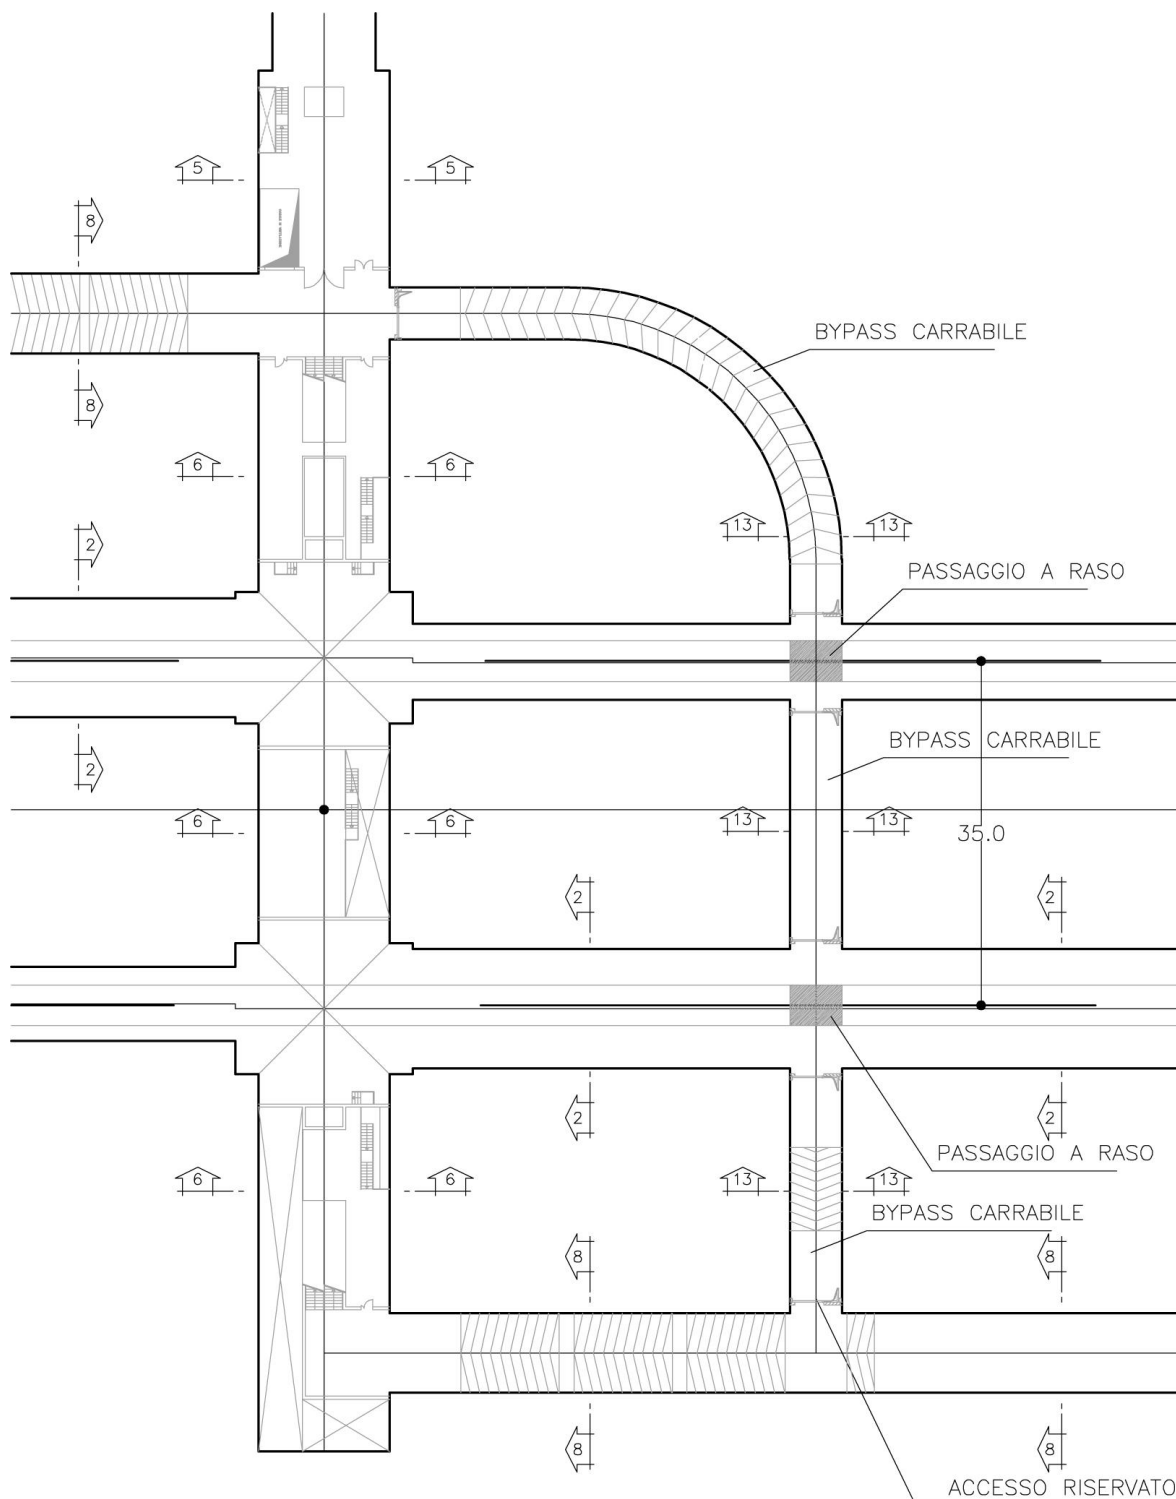 5 5
8
BYPASS CARRABILE
8
6 6
13 13
2
PASSAGGIO A RASO
BYPASS CARRABILE
2
6 6 13 13
35.0
2 2
2 2
PASSAGGIO A RASO
6 6 13 13
BYPASS CARRABILE
8 8
8 8
ACCESSO RISERVATO